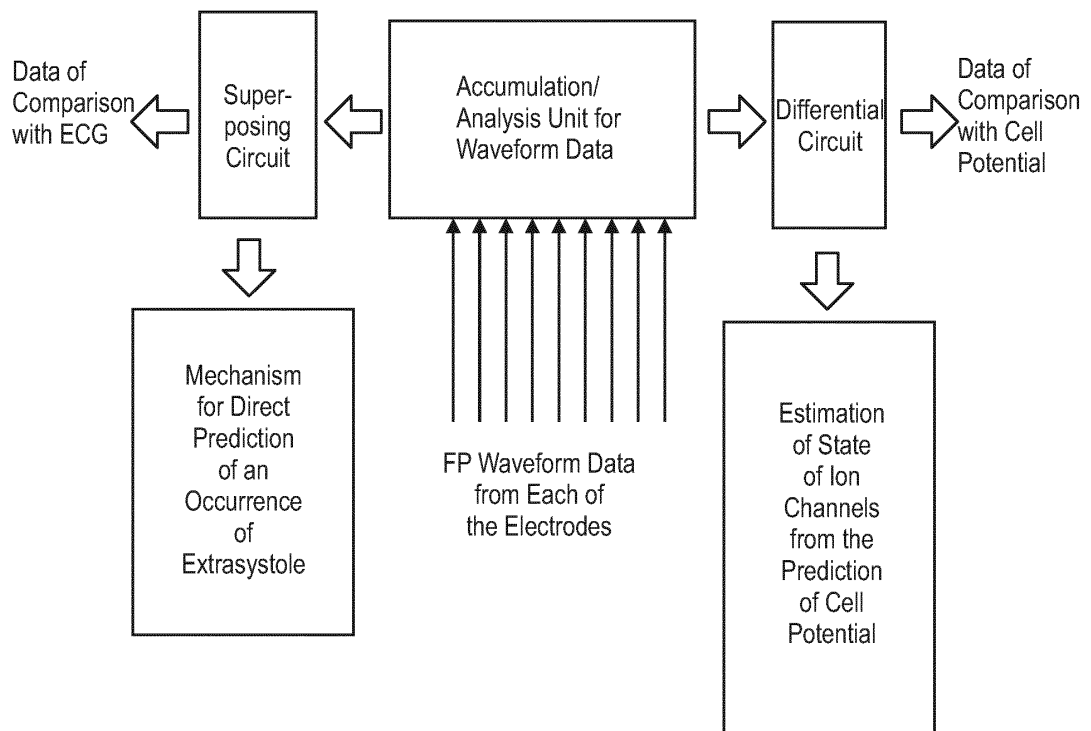 Data of
Comparison
with ECG
Super-
posing
Circuit
Accumulation/
Analysis Unit for
Waveform Data
Differential
Circuit
Data of
Comparison
with Cell
Potential
Mechanism
for Direct
Prediction
of an
Occurrence
of
Extrasystole
FP Waveform Data
from Each of
the Electrodes
Estimation
of State
of Ion
Channels
from the
Prediction
of Cell
Potential